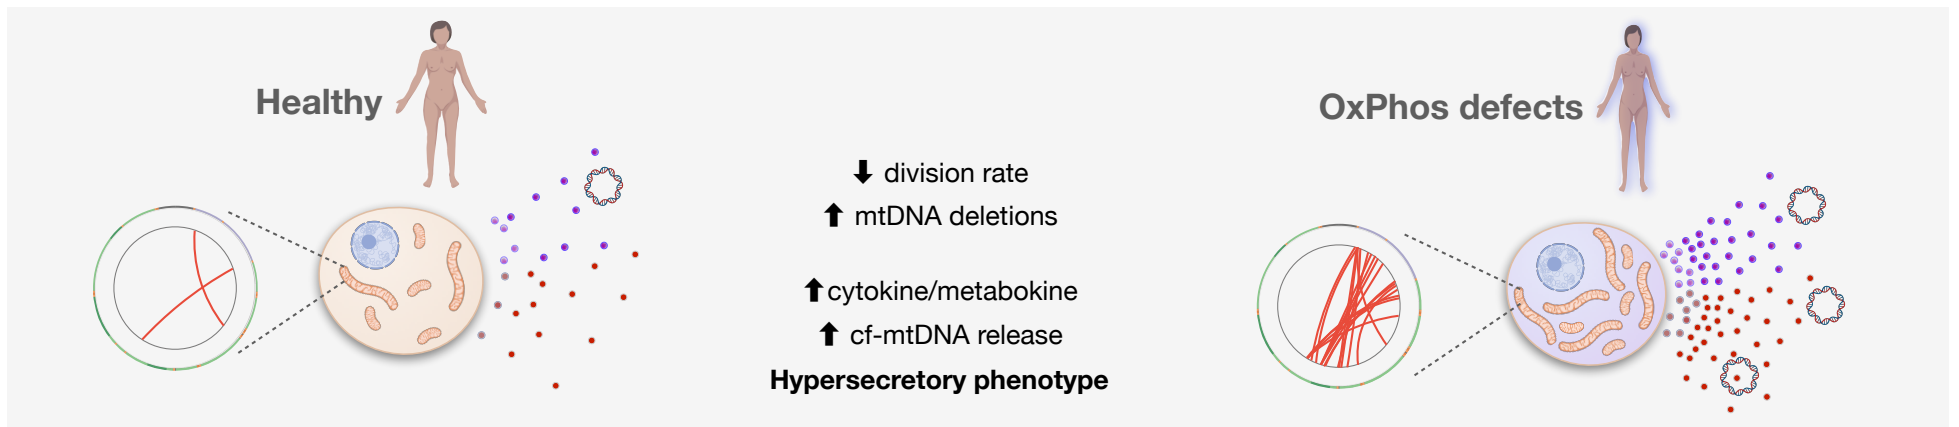 Healthy
OxPhos defects
⬇ division rate
⬆ mtDNA deletions
⬆cytokine/metabokine
⬆ cf-mtDNA release
Hypersecretory phenotype